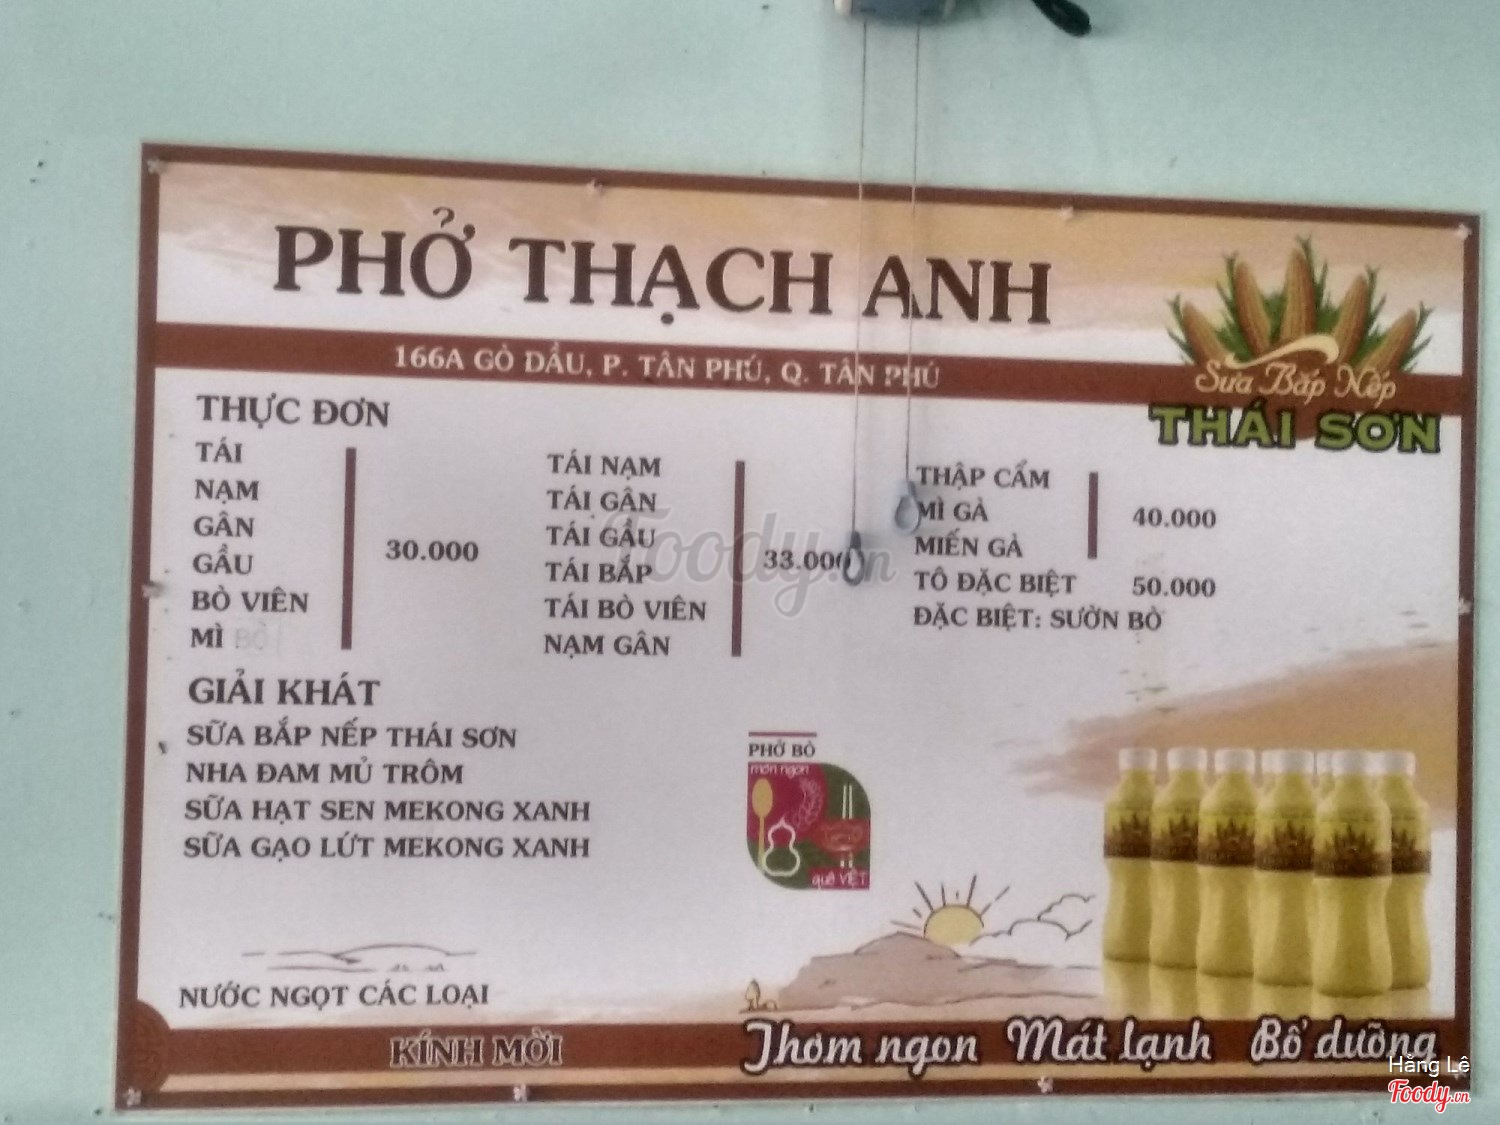 PHỞ THẠCH ANH
166A GÒ DẦU, P. TÂN PHÚ, Q. TÂN PHÚ
Sữa Bắp Nếp
THÁI SƠN
THỰC ĐƠN
TÁI
NẠM
GÂN
GẦU
BÒ VIÊN
MÌ BÒ
30.000
TÁI NẠM
TÁI GÂN
TÁI GẦU
TÁI BẮP
TÁI BÒ VIÊN
NẠM GÂN
33.000
THẬP CẨM
MÌ GÀ
MIẾN GÀ
40.000
TÔ ĐẶC BIỆT 50.000
ĐẶC BIỆT: SƯỜN BÒ
GIẢI KHÁT
SỮA BẮP NẾP THÁI SƠN
NHA ĐAM MỦ TRÔM
SỮA HẠT SEN MEKONG XANH
SỮA GẠO LỨT MEKONG XANH
PHỞ BÒ
món ngon
quê VIỆT
NƯỚC NGỌT CÁC LOẠI
KÍNH MỜI
Thơm ngon Mát lạnh Bổ dưỡng
Foody.vn
Hằng Lê
Foody.vn